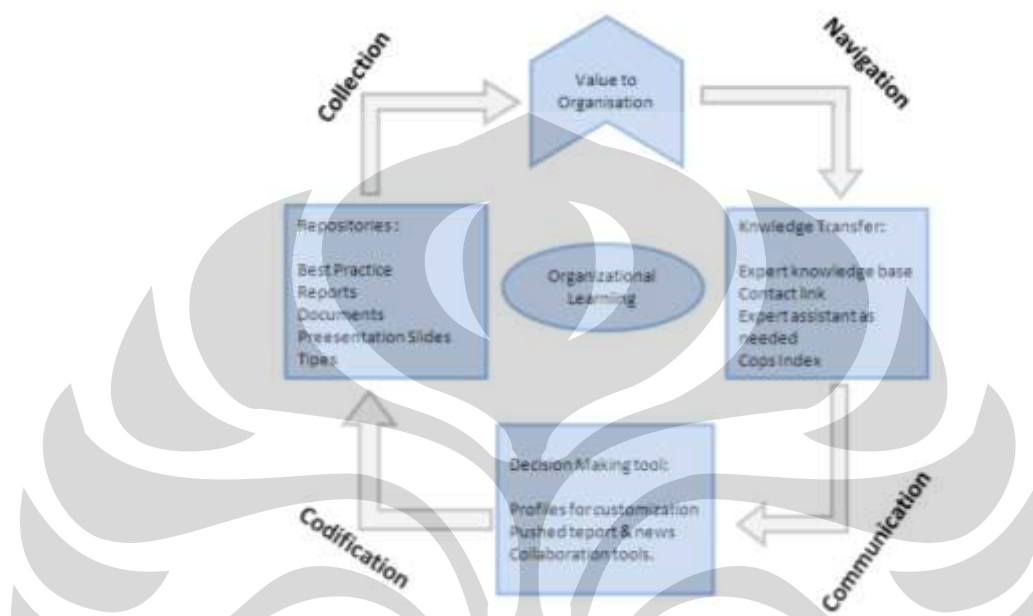 Collection
Navigation
Value to
Organisation
Repositories:
Best Practice
Reports
Documents
Preesentation Slides
Tipes
Organizational
Learniing
Knwledge Transfer:
Expert knowledge base
Contact link
Expert assistant as
needed
Cops Index
Decision Making tool:
Profiles for customization
Pushed teport & news
Collaboration tools.
Codification
Communication